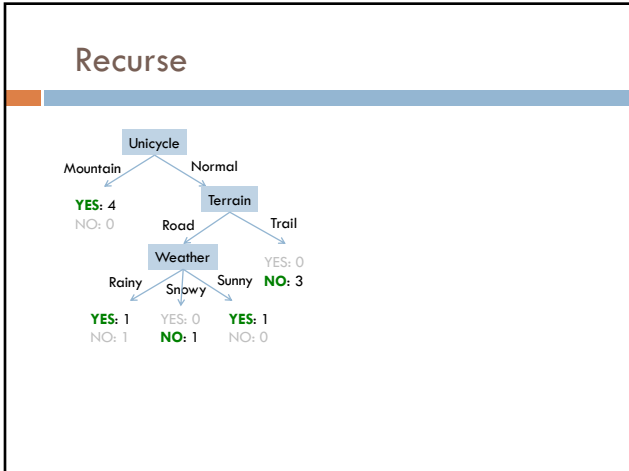 Recurse
Unicycle
Mountain
Normal
YES: 4
NO: 0
Terrain
Road
Trail
Weather
YES: 0
NO: 3
Rainy
Snowy
Sunny
YES: 1
NO: 1
YES: 0
NO: 1
YES: 1
NO: 0